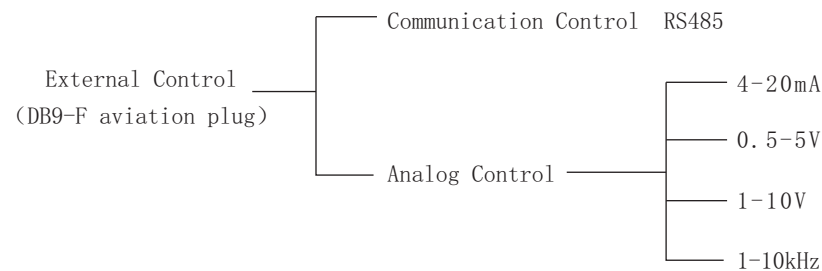 Communication Control RS485
External Control
(DB9-F aviation plug)
Analog Control
4-20mA
0.5-5V
1-10V
1-10kHz